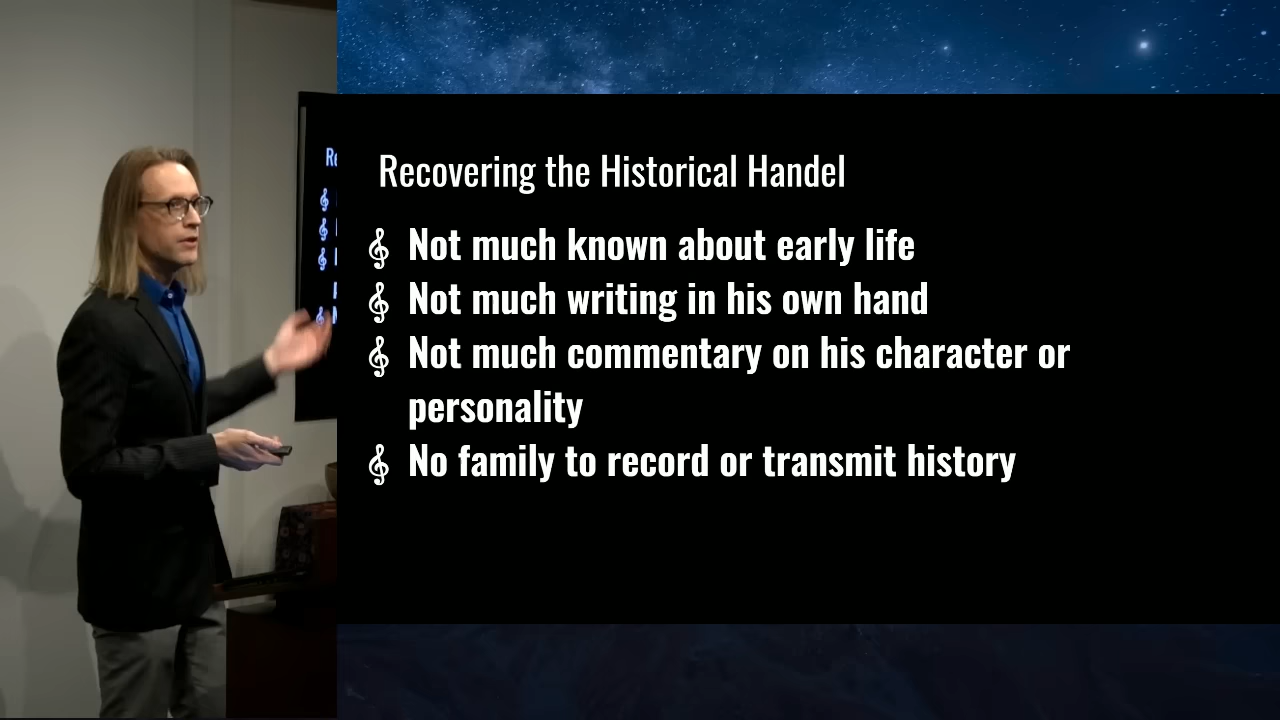 Recovering the Historical Handel
Not much known about early life
Not much writing in his own hand
Not much commentary on his character or
personality
No family to record or transmit history
Re